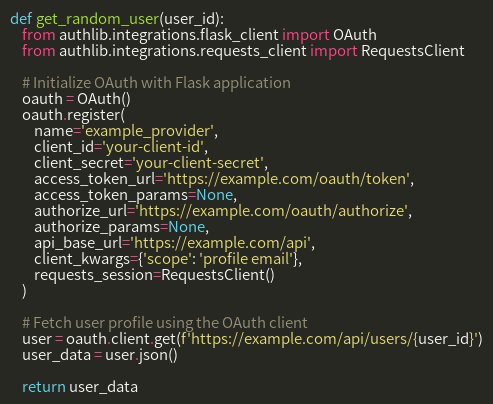 def get_random_user(user_id):
from authlib.integrations.flask_client import OAuth
from authlib.integrations.requests_client import RequestsClient
# Initialize OAuth with Flask application
oauth = OAuth()
oauth.register(
name='example_provider',
client_id='your-client-id',
client_secret='your-client-secret',
access_token_url='https://example.com/oauth/token',
access_token_params=None,
authorize_url='https://example.com/oauth/authorize',
authorize_params=None,
api_base_url='https://example.com/api',
client_kwargs={'scope': 'profile email'},
requests_session=RequestsClient()
)
# Fetch user profile using the OAuth client
user = oauth.client.get(f'https://example.com/api/users/{user_id}')
user_data = user.json()
return user_data